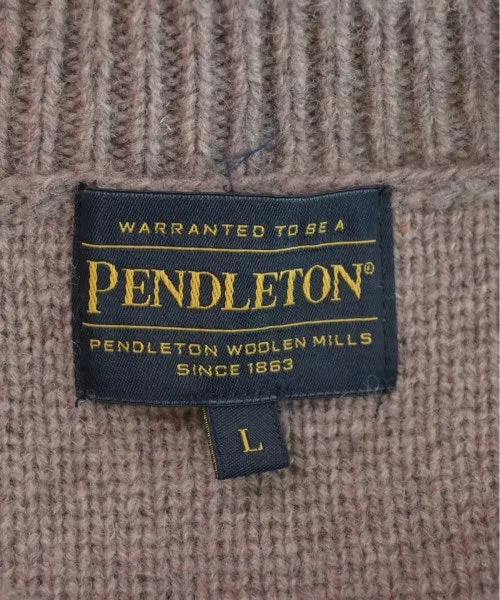 WARRANTED TO BE A
PENDLETON®
PENDLETON WOOLEN MILLS
SINCE 1863
L